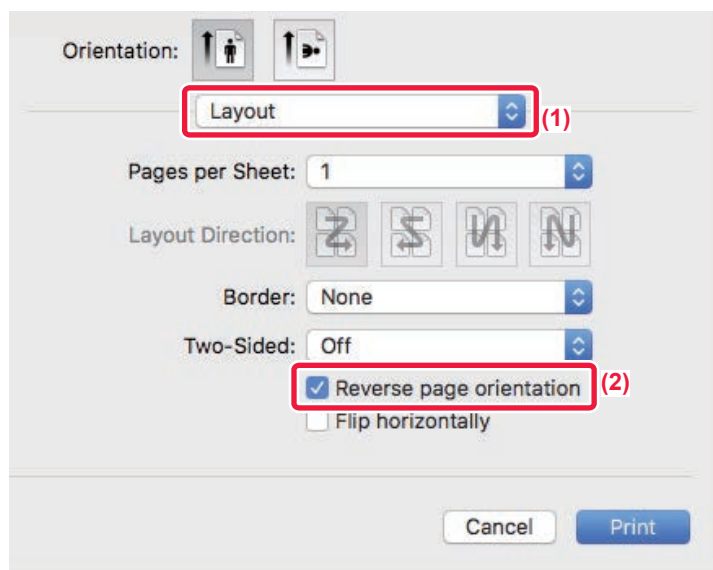 Orientation:
Layout
(1)
Pages per Sheet: 1
Layout Direction:
Border: None
Two-Sided: Off
Reverse page orientation
(2)
Flip horizontally
Cancel Print